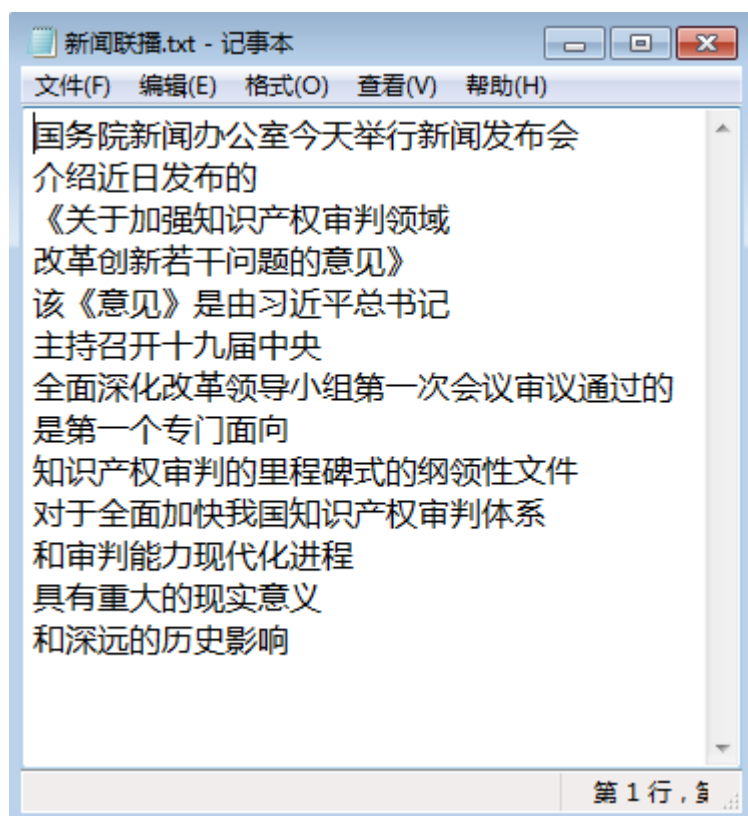 新闻联播.txt - 记事本
文件(F) 编辑(E) 格式(O) 查看(V) 帮助(H)
国务院新闻办公室今天举行新闻发布会
介绍近日发布的
《关于加强知识产权审判领域
改革创新若干问题的意见》
该《意见》是由习近平总书记
主持召开十九届中央
全面深化改革领导小组第一次会议审议通过的
是第一个专门面向
知识产权审判的里程碑式的纲领性文件
对于全面加快我国知识产权审判体系
和审判能力现代化进程
具有重大的现实意义
和深远的历史影响
第 1 行，